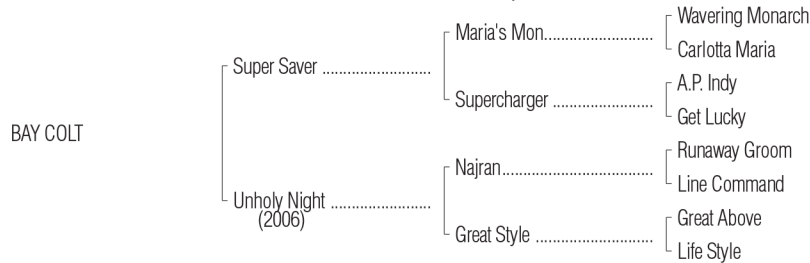 Wavering Monarch
Maria's Mon..........................
Carlotta Maria
Super Saver ..........................
A.P. Indy
Supercharger ........................
Get Lucky
BAY COLT
Runaway Groom
Najran....................................
Line Command
Unholy Night ........................
(2006)
Great Above
Great Style ............................
Life Style